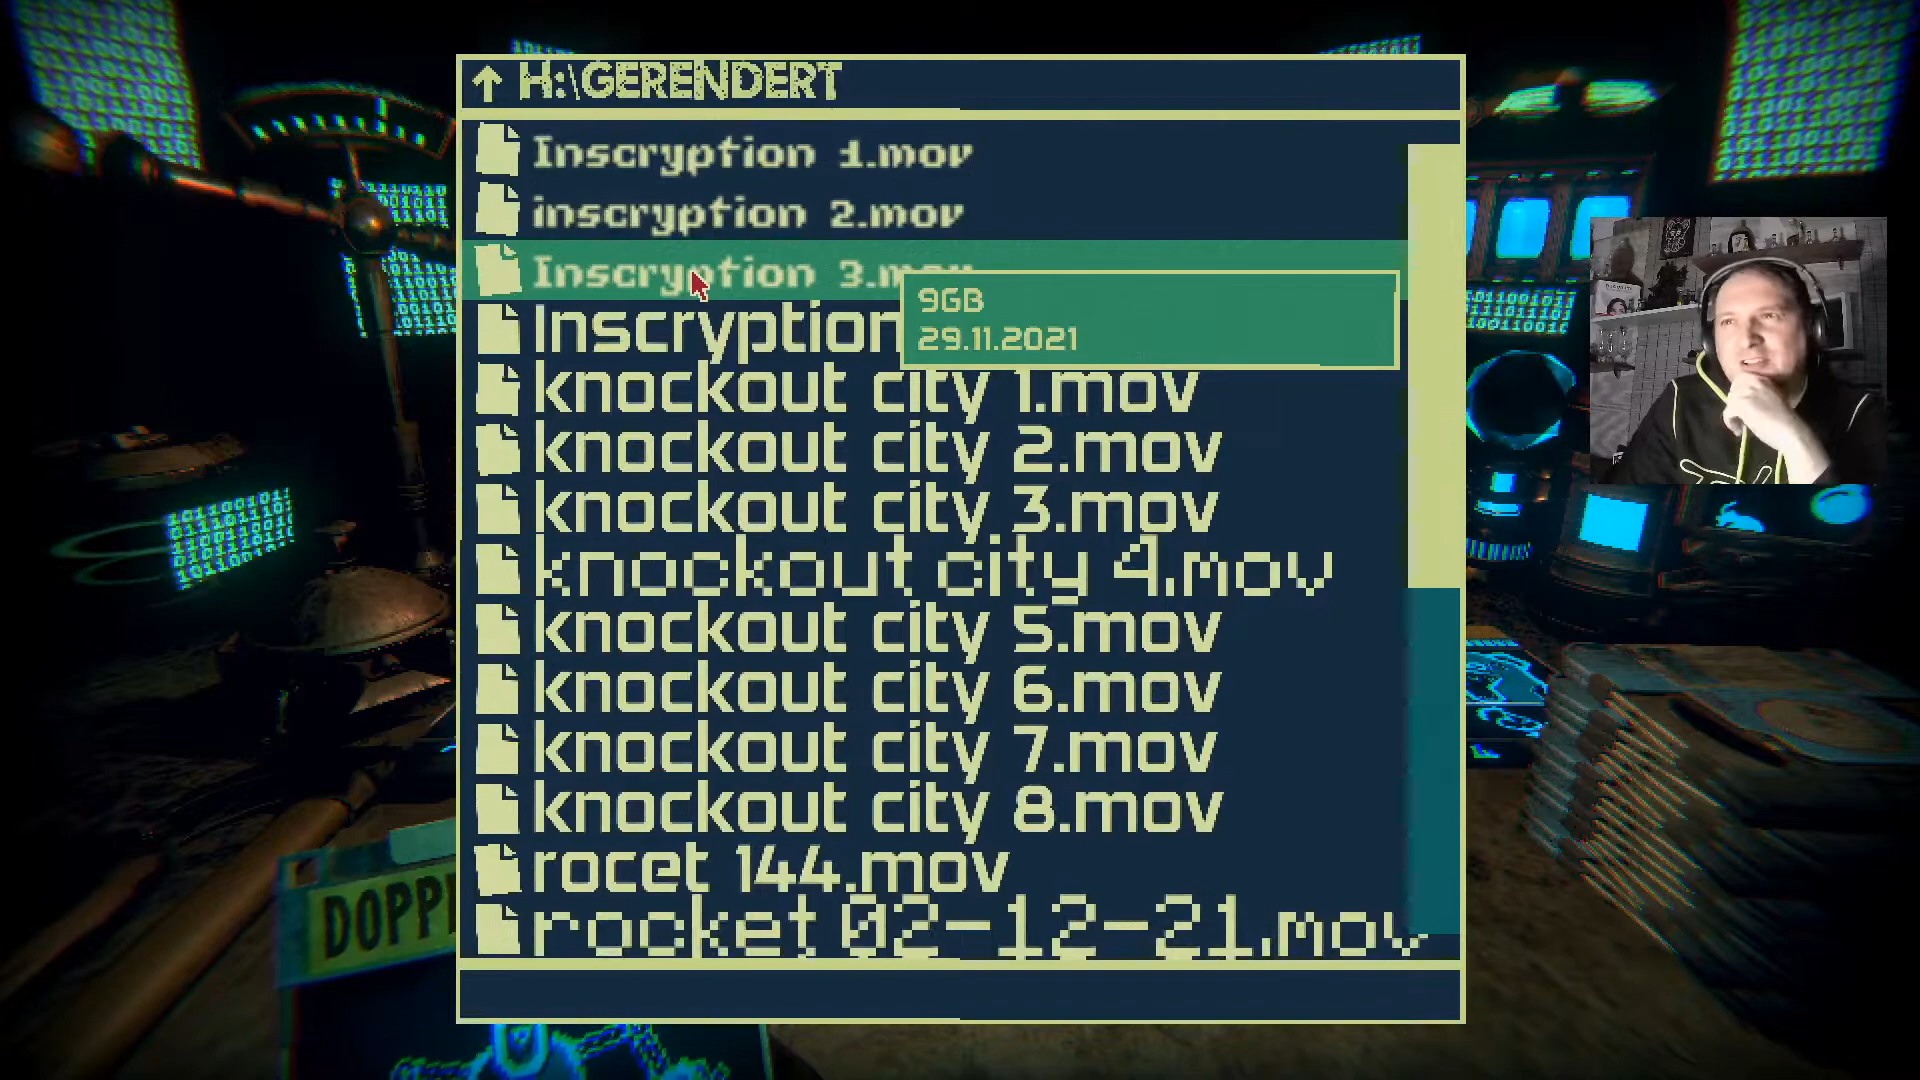 H:\GERENDERT
Inscryption 1.mov
inscryption 2.mov
Inscryption 3.mov
9GB
29.11.2021
Inscryption
knockout city 1.mov
knockout city 2.mov
knockout city 3.mov
knockout city 4.mov
knockout city 5.mov
knockout city 6.mov
knockout city 7.mov
knockout city 8.mov
rocet 144.mov
rocket 02-12-21.mov
DOPP